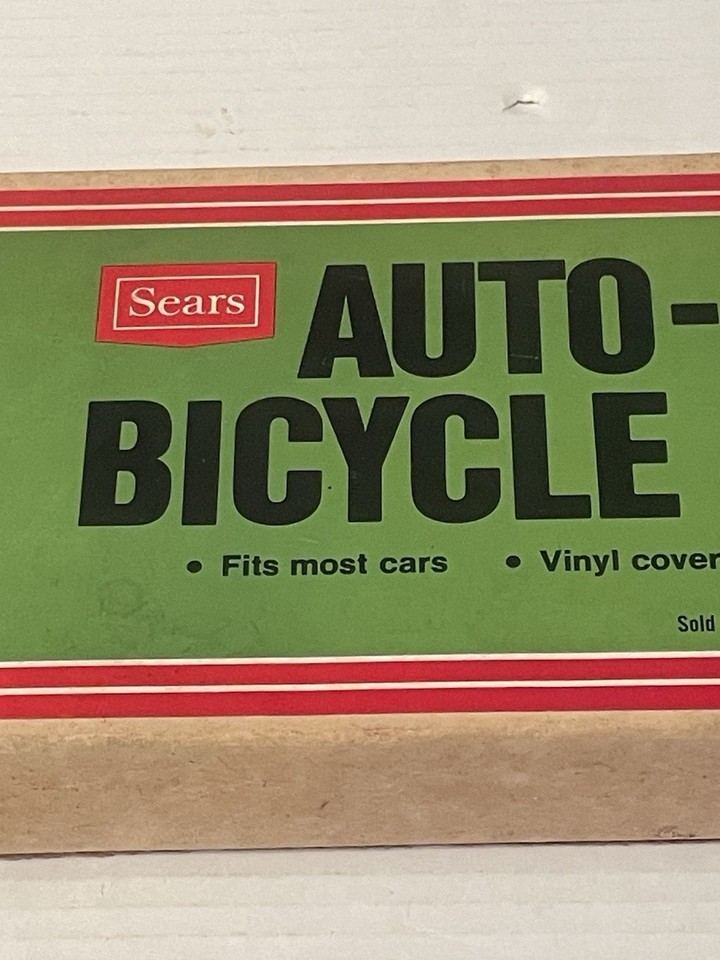 Sears AUTO-
BICYCLE
• Fits most cars • Vinyl cover
Sold